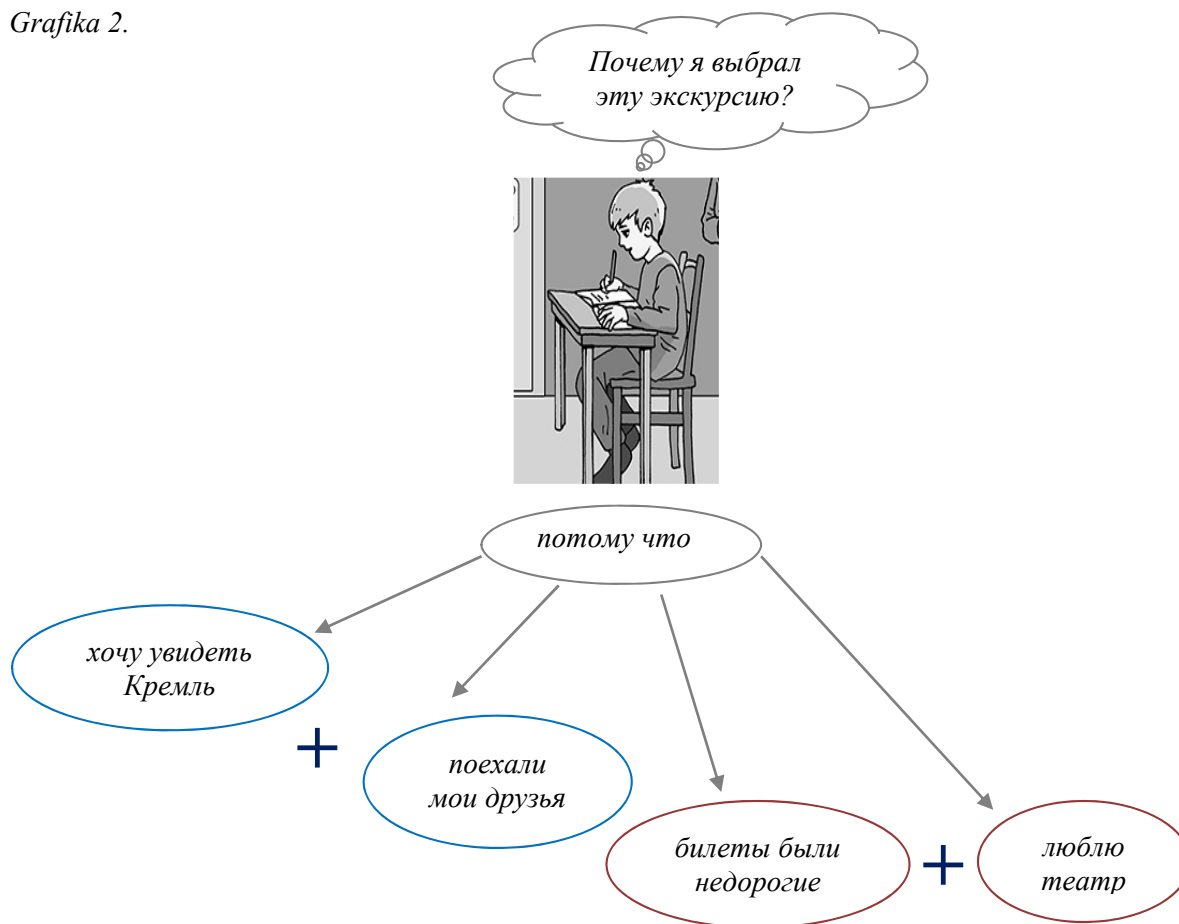 Grafika 2.
Почему я выбрал
эту экскурсию?
потому что
хочу увидеть
Кремль
+
поехали
мои друзья
билеты были
недорогие
+
люблю
театр